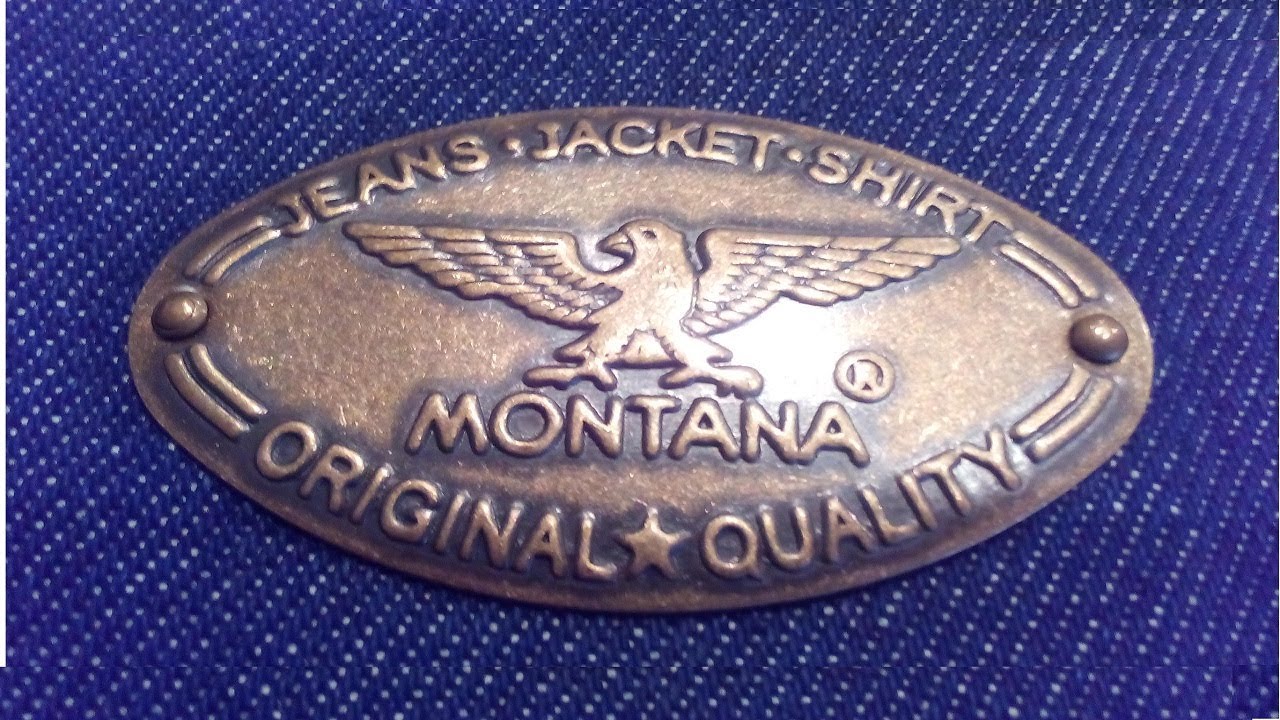 JEANS · JACKET · SHIRT
MONTANA ®
ORIGINAL ★ QUALITY